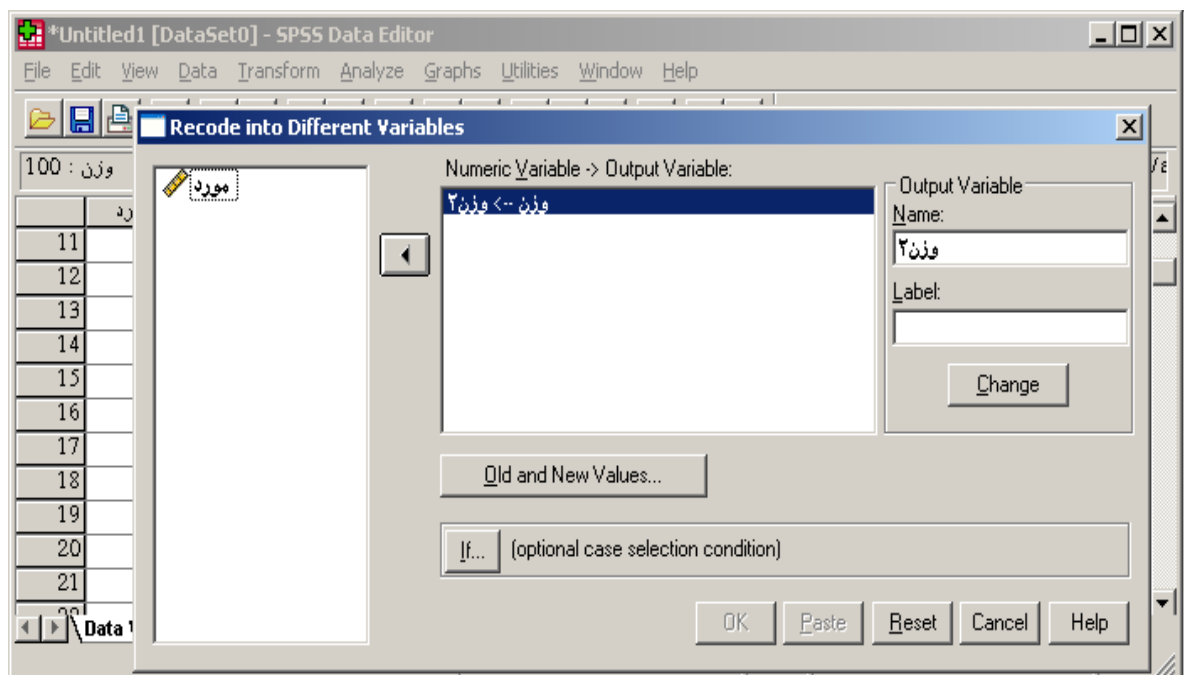 *Untitled1 [DataSet0] - SPSS Data Editor
File Edit View Data Transform Analyze Graphs Utilities Window Help
Recode into Different Variables
100 : وزن
مورد
Numeric Variable -> Output Variable:
وزن --> وزن٢
Output Variable
Name:
وزن٢
Label:
Change
Old and New Values...
If... (optional case selection condition)
OK Paste Reset Cancel Help
11
12
13
14
15
16
17
18
19
20
21
Data